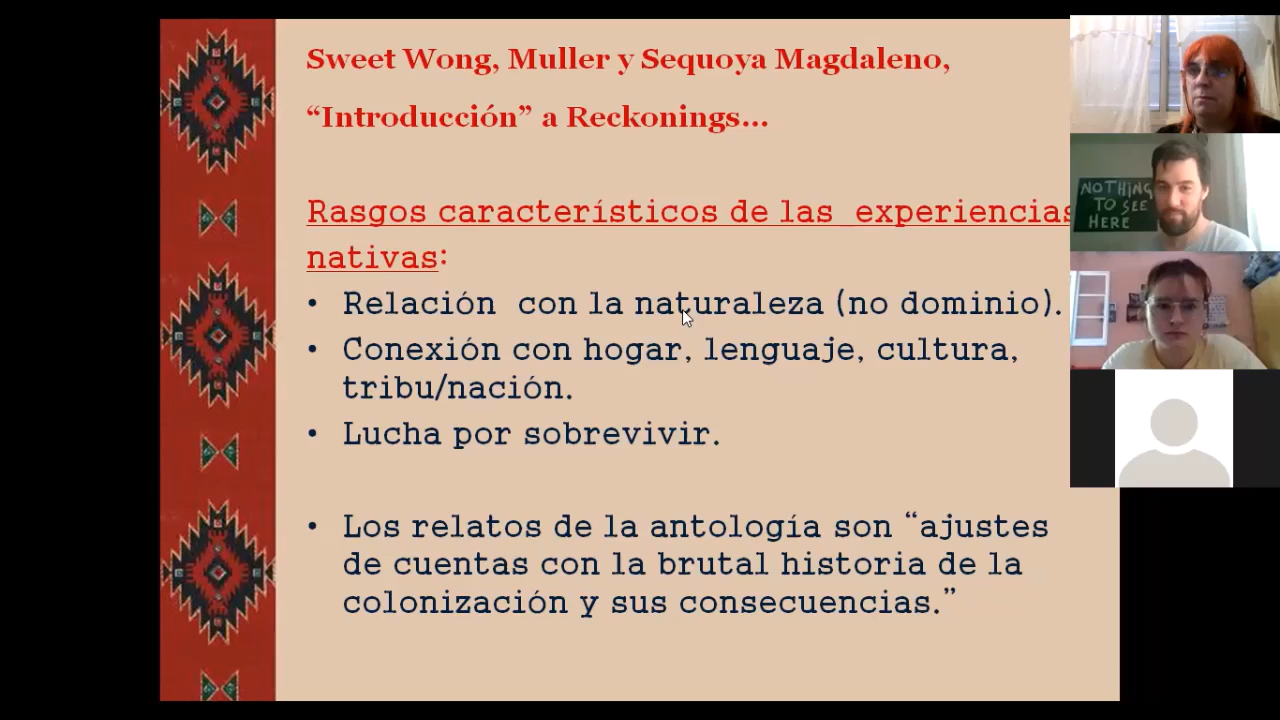 Sweet Wong, Muller y Sequoya Magdaleno,
“Introducción” a Reckonings...
Rasgos característicos de las experiencias
nativas:
• Relación con la naturaleza (no dominio).
• Conexión con hogar, lenguaje, cultura,
tribu/nación.
• Lucha por sobrevivir.
• Los relatos de la antología son “ajustes
de cuentas con la brutal historia de la
colonización y sus consecuencias.”
NOTHING
TO SEE
HERE